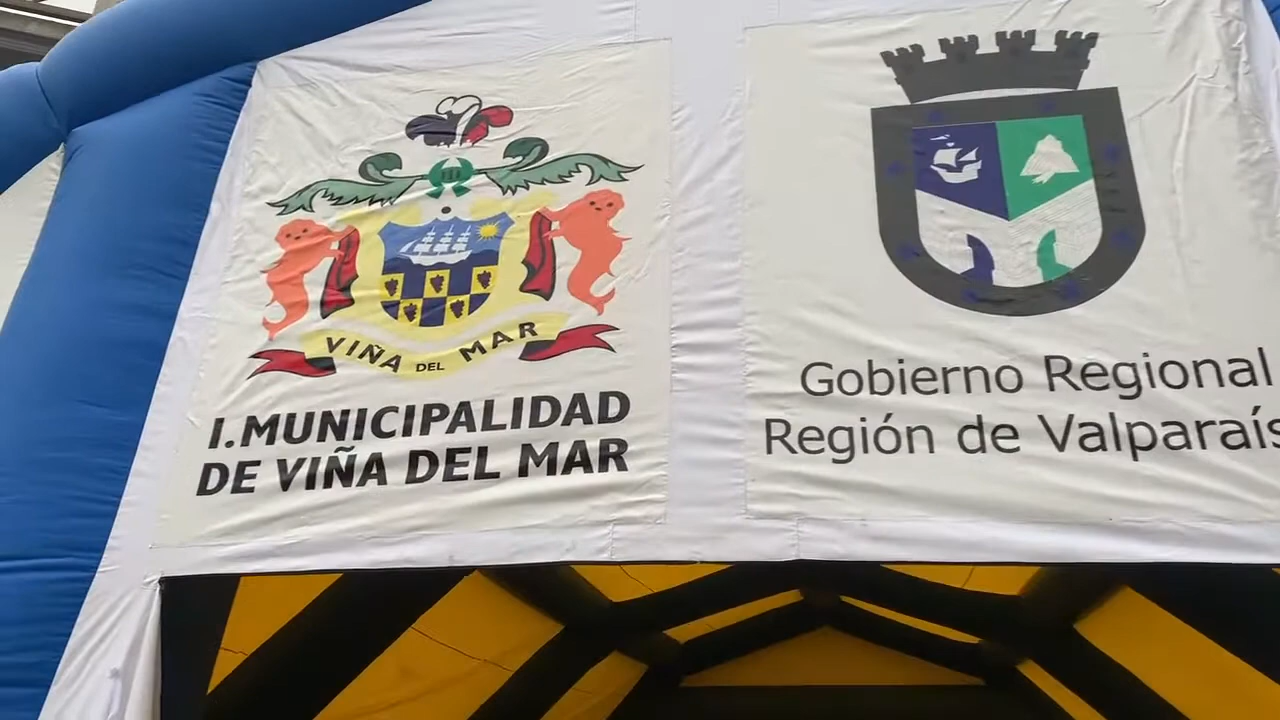 VIÑA DEL MAR
I.MUNICIPALIDAD
DE VIÑA DEL MAR
Gobierno Regional
Región de Valparaís